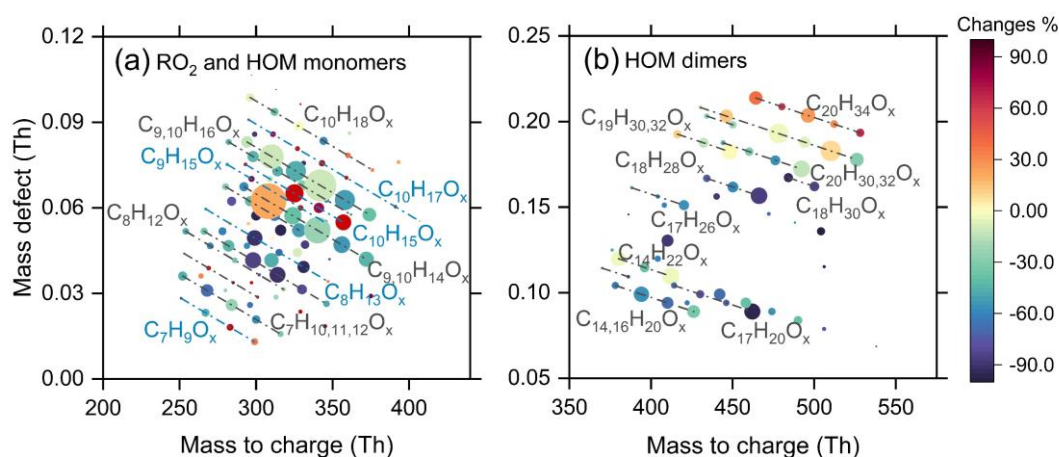 (a) RO₂ and HOM monomers
0.12
0.09
0.06
0.03
0.00
Mass defect (Th)
C₁₀H₁₈Oₓ
C₉,₁₀H₁₆Oₓ
C₉H₁₅Oₓ
C₈H₁₂Oₓ
C₁₀H₁₇Oₓ
C₁₀H₁₅Oₓ
C₉,₁₀H₁₄Oₓ
C₈H₁₃Oₓ
C₇H₁₀,₁₁,₁₂Oₓ
C₇H₉Oₓ
200 250 300 350 400
Mass to charge (Th)
(b) HOM dimers
0.25
0.20
0.15
0.10
0.05
C₂₀H₃₄Oₓ
C₁₉H₃₀,₃₂Oₓ
C₁₈H₂₈Oₓ
C₂₀H₃₀,₃₂Oₓ
C₁₈H₃₀Oₓ
C₁₇H₂₆Oₓ
C₁₄H₂₂Oₓ
C₁₄,₁₆H₂₀Oₓ
C₁₇H₂₀Oₓ
350 400 450 500 550
Mass to charge (Th)
Changes %
90.0
60.0
30.0
0.00
-30.0
-60.0
-90.0